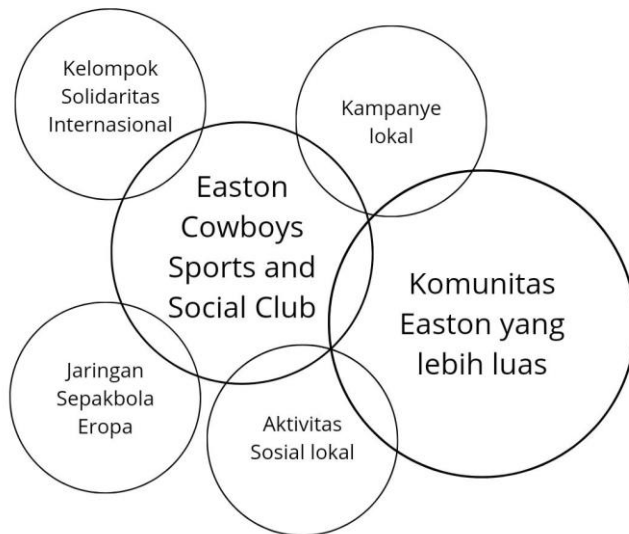 Kelompok
Solidaritas
Internasional
Kampanye
lokal
Easton
Cowboys
Sports and
Social Club
Komunitas
Easton yang
lebih luas
Jaringan
Sepakbola
Eropa
Aktivitas
Sosial lokal